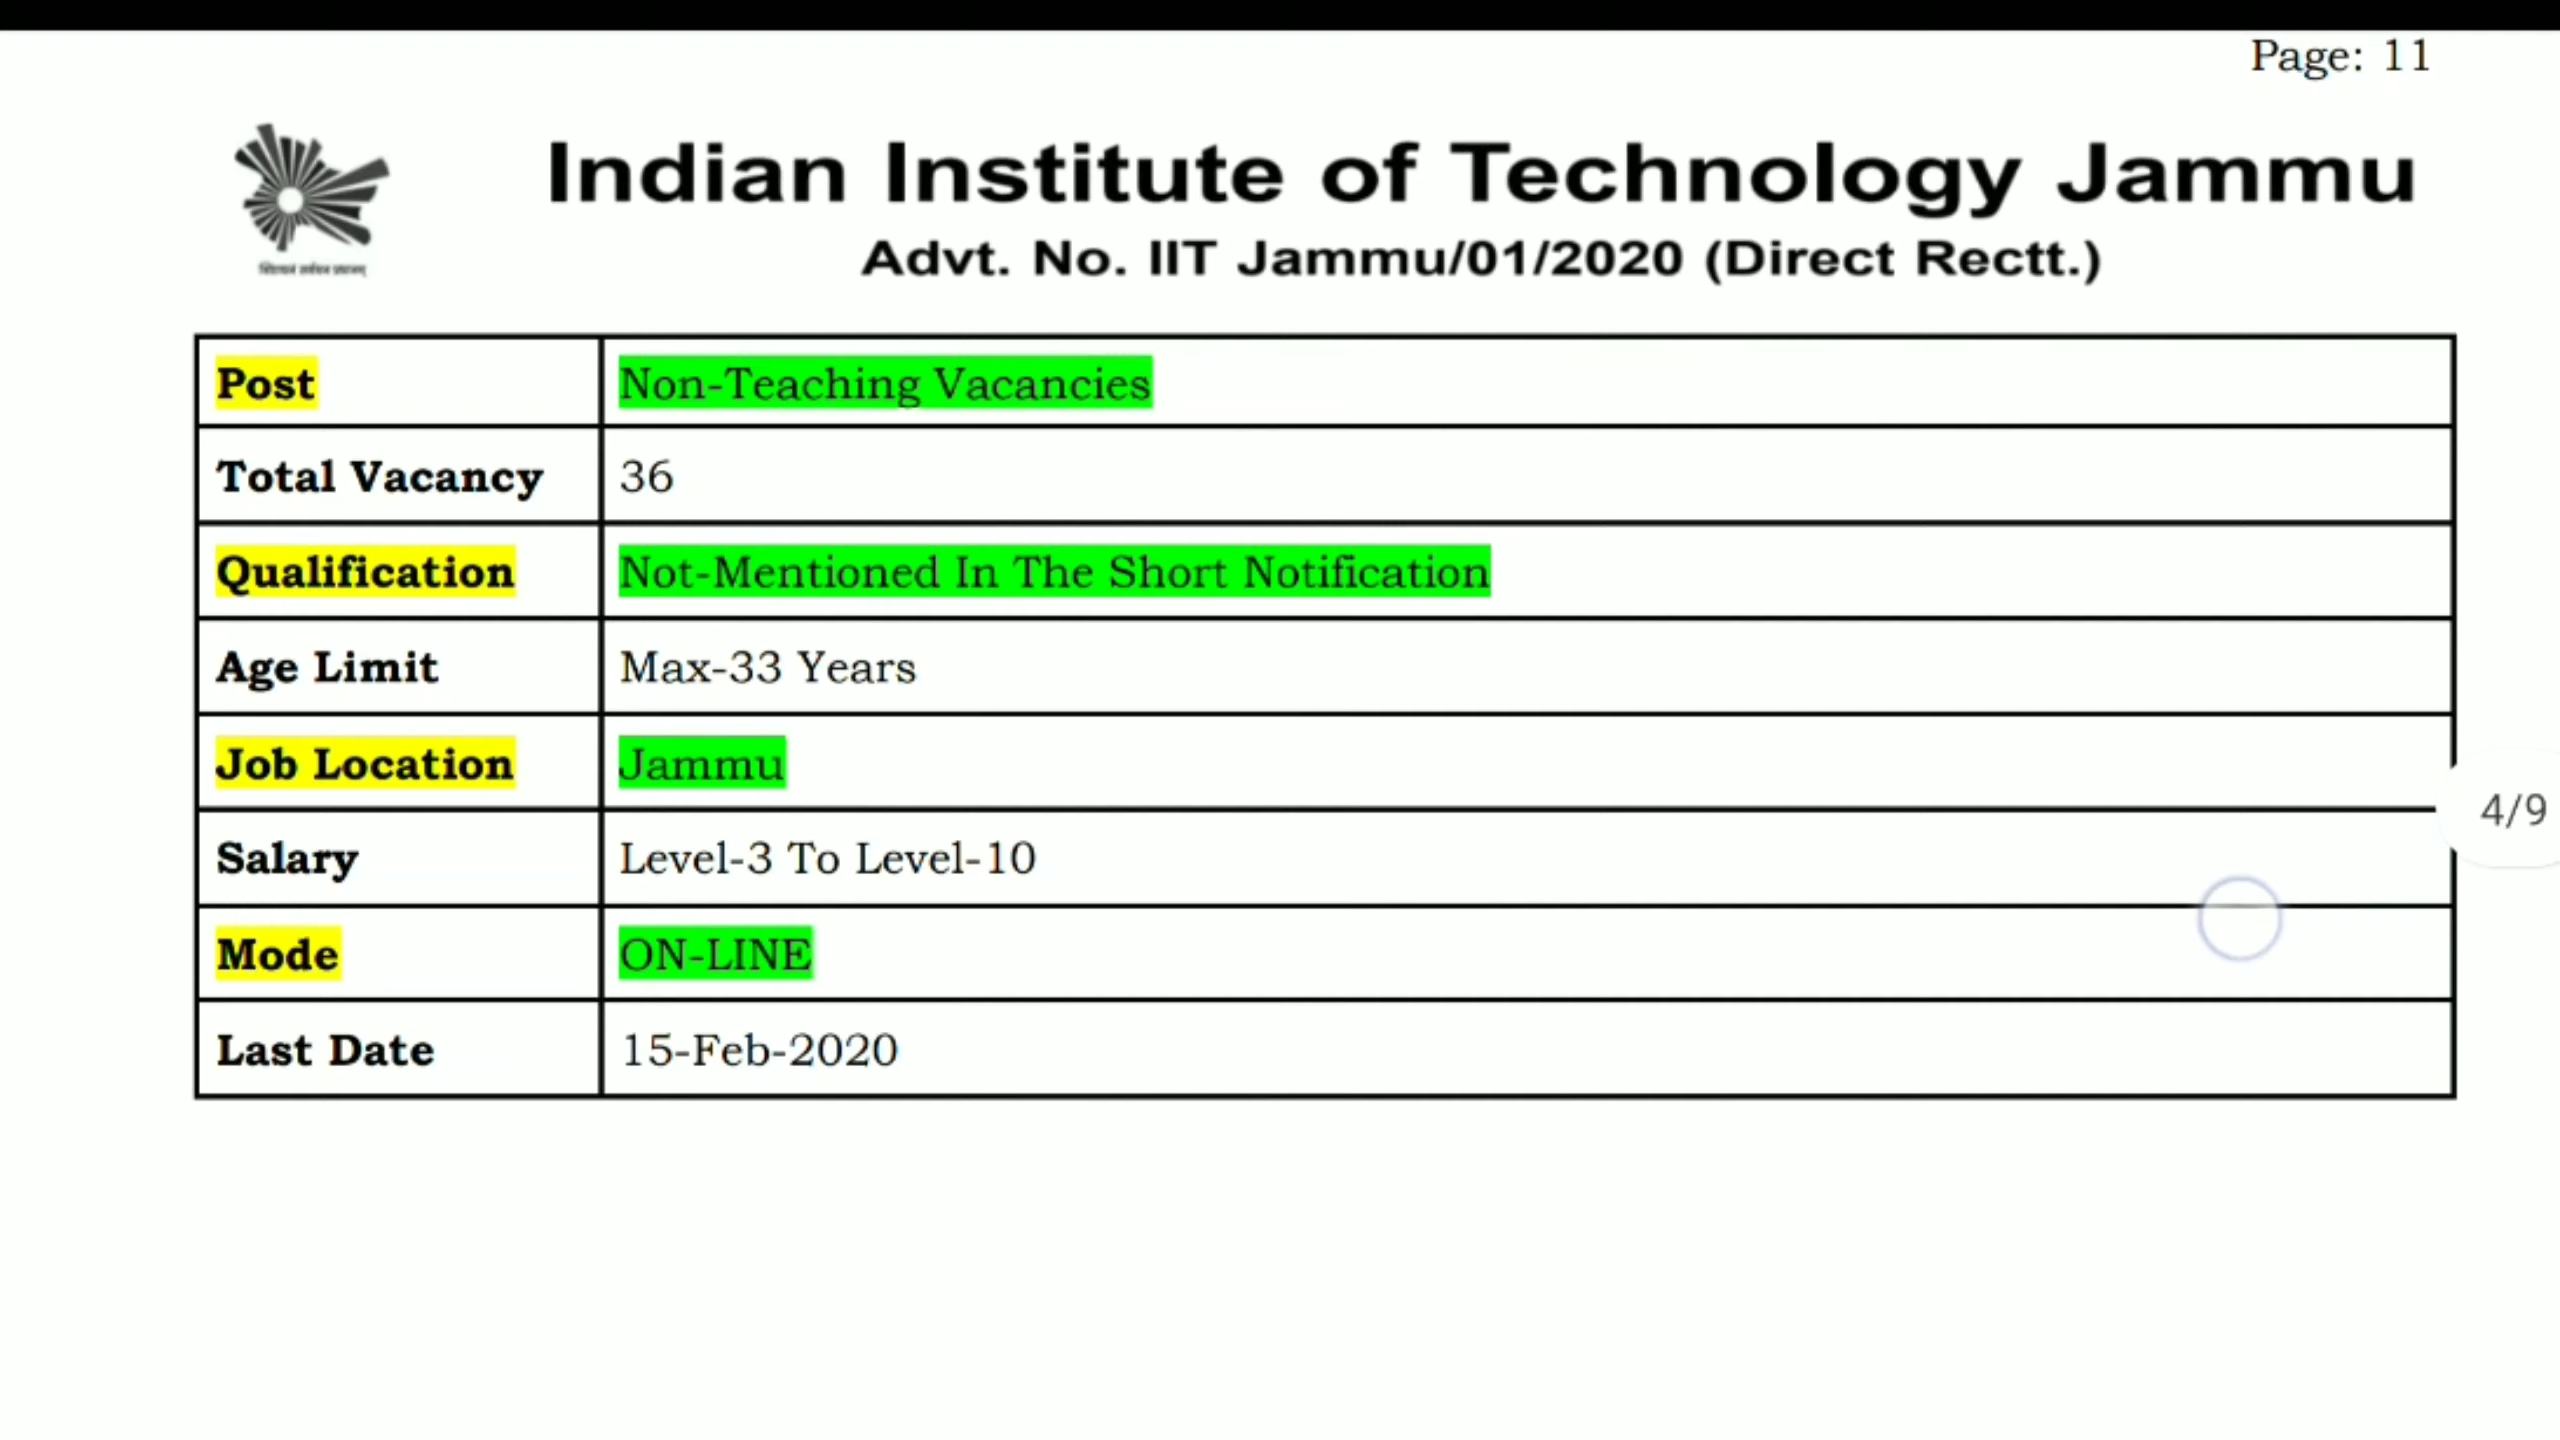 Page: 11
Indian Institute of Technology Jammu
Advt. No. IIT Jammu/01/2020 (Direct Rectt.)
Post Non-Teaching Vacancies
Total Vacancy 36
Qualification Not-Mentioned In The Short Notification
Age Limit Max-33 Years
Job Location Jammu
4/9
Salary Level-3 To Level-10
Mode ON-LINE
Last Date 15-Feb-2020